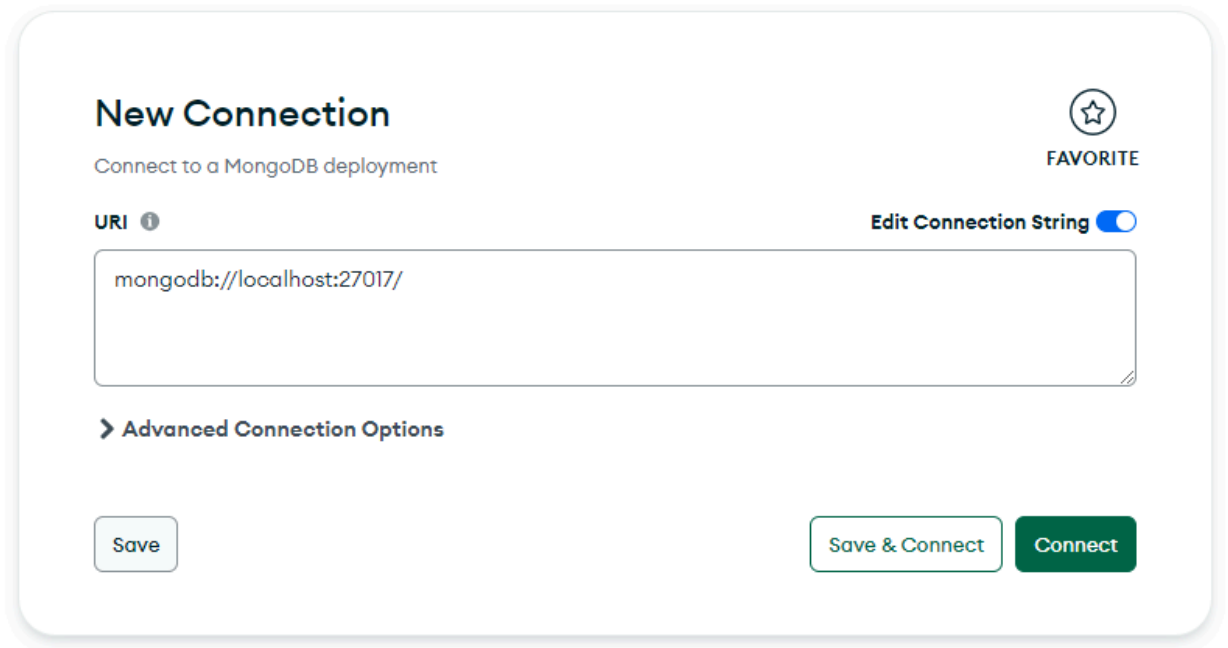 New Connection
FAVORITE
Connect to a MongoDB deployment
URI
Edit Connection String
mongodb://localhost:27017/
Advanced Connection Options
Save
Save & Connect
Connect